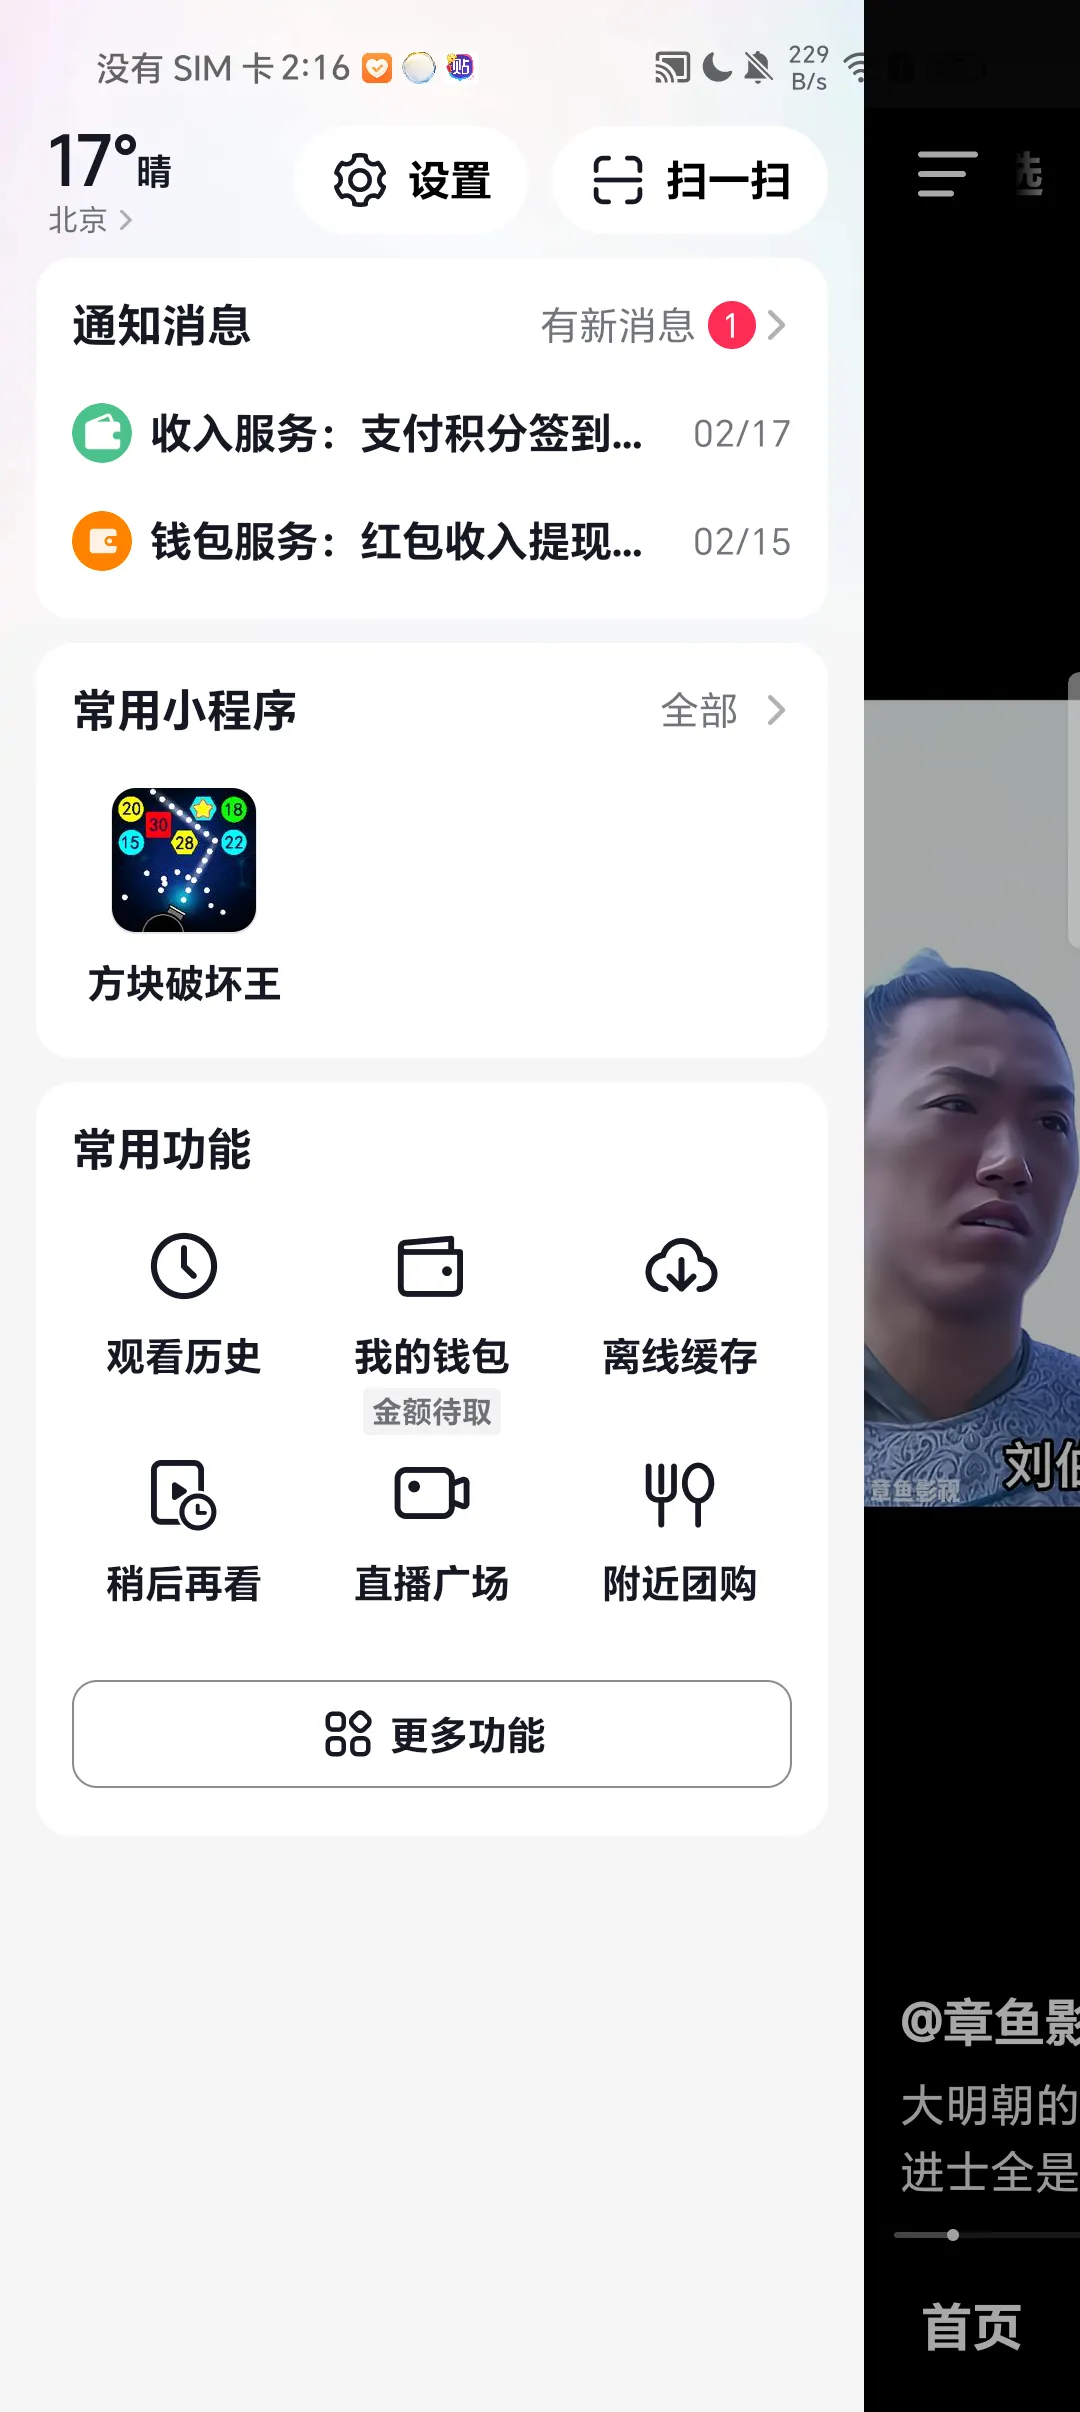 没有 SIM 卡 2:16
贴
229
B/s
17°晴
北京
设置
扫一扫
选
通知消息
有新消息 1
收入服务：支付积分签到... 02/17
钱包服务：红包收入提现... 02/15
常用小程序
全部
20 30 18
15 28 22
方块破坏王
常用功能
观看历史 我的钱包 离线缓存
金额待取
稍后再看 直播广场 附近团购
更多功能
刘伯
章鱼影视
@章鱼影
大明朝的
进士全是
首页